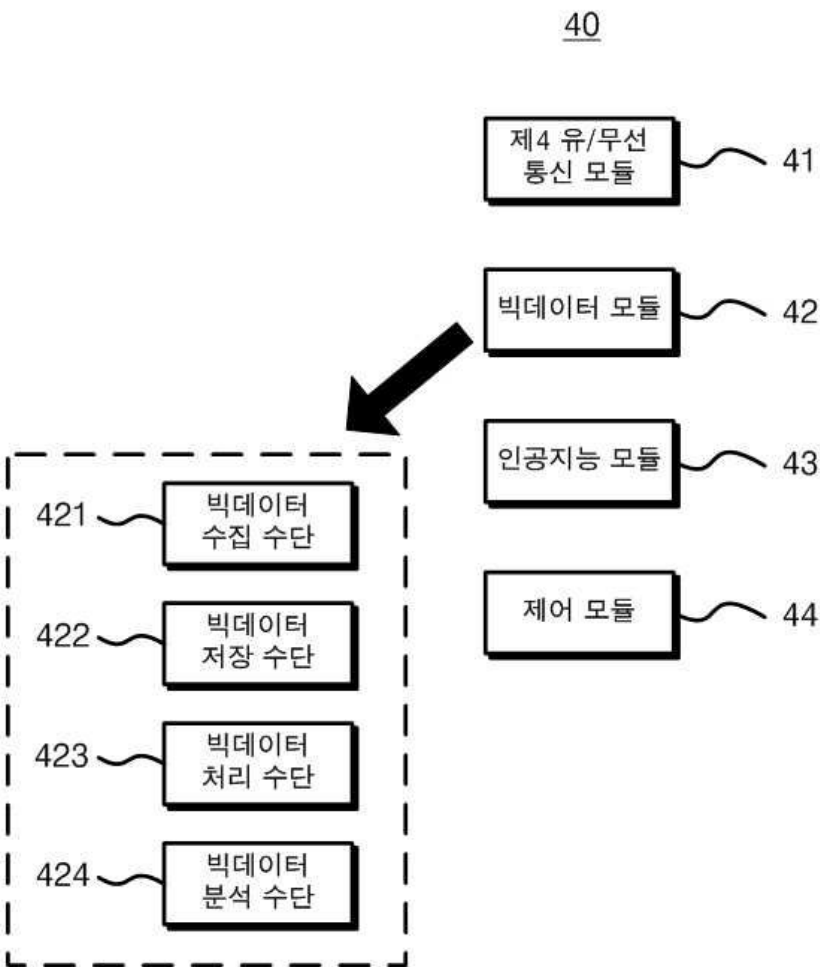 40
제4 유/무선
통신 모듈
41
빅데이터 모듈
42
인공지능 모듈
43
제어 모듈
44
421
빅데이터
수집 수단
422
빅데이터
저장 수단
423
빅데이터
처리 수단
424
빅데이터
분석 수단